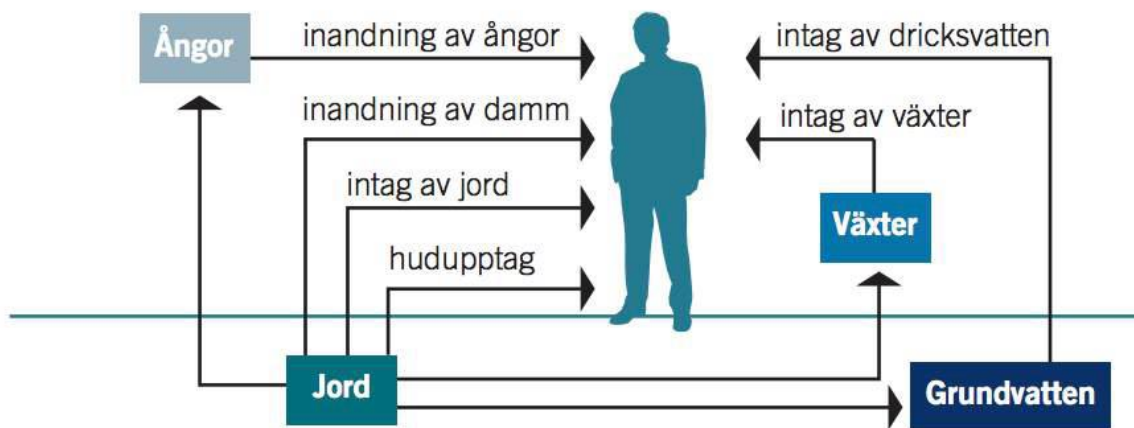 Ångor
inandning av ångor
intag av dricksvatten
inandning av damm
intag av växter
intag av jord
Växter
hudupptag
Jord
Grundvatten